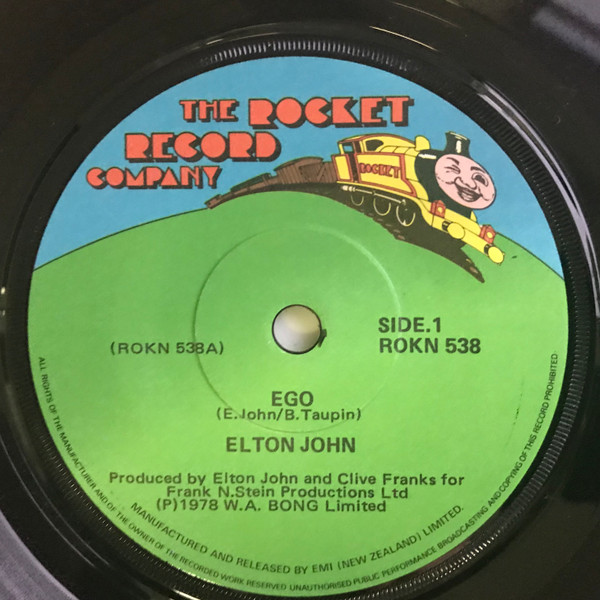 THE ROCKET
RECORD
COMPANY
ROCKET
SIDE.1
(ROKN 538A) ROKN 538
EGO
(E.John/B.Taupin)
ELTON JOHN
Produced by Elton John and Clive Franks for
Frank N.Stein Productions Ltd
(P)1978 W.A. BONG Limited
MANUFACTURED AND RELEASED BY EMI (NEW ZEALAND) LIMITED.
ALL RIGHTS OF THE MANUFACTURER AND OF THE OWNER OF THE RECORDED WORK RESERVED UNAUTHORISED PUBLIC PERFORMANCE BROADCASTING AND COPYING OF THIS RECORD PROHIBITED